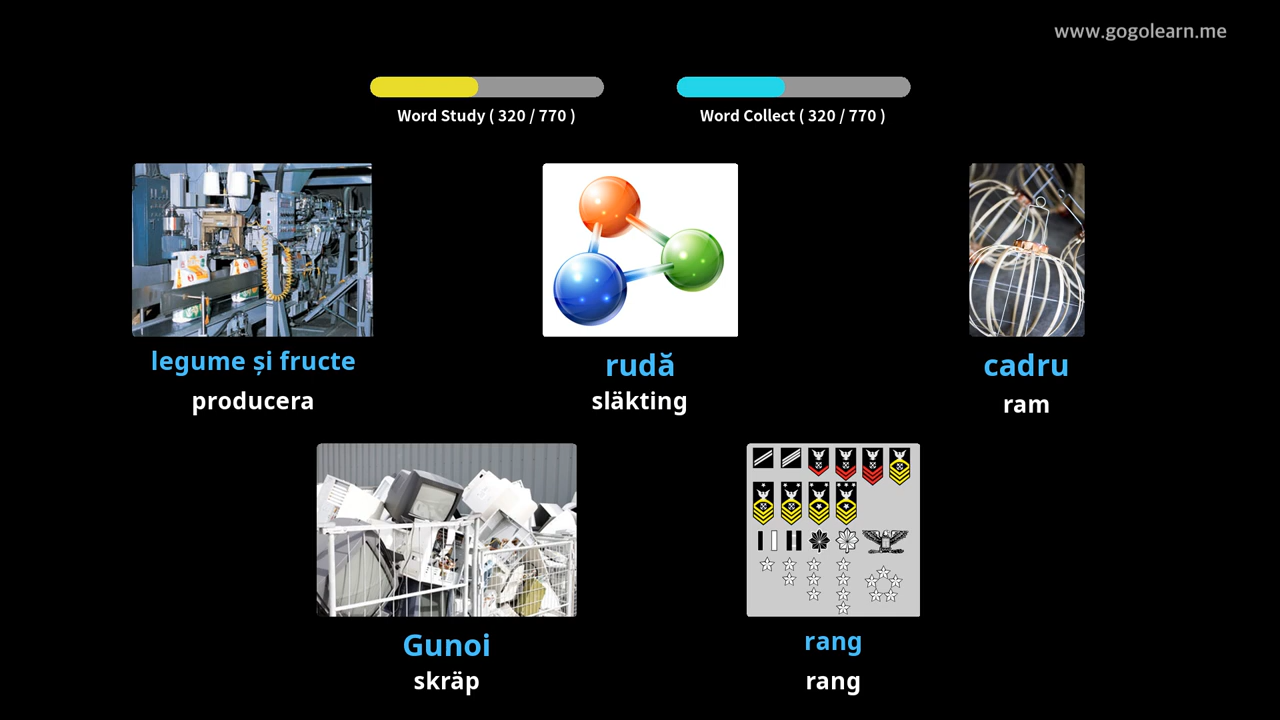 www.gogolearn.me
Word Study ( 320 / 770 )
Word Collect ( 320 / 770 )
legume și fructe
producera
rudă
släkting
cadru
ram
Gunoi
skräp
rang
rang